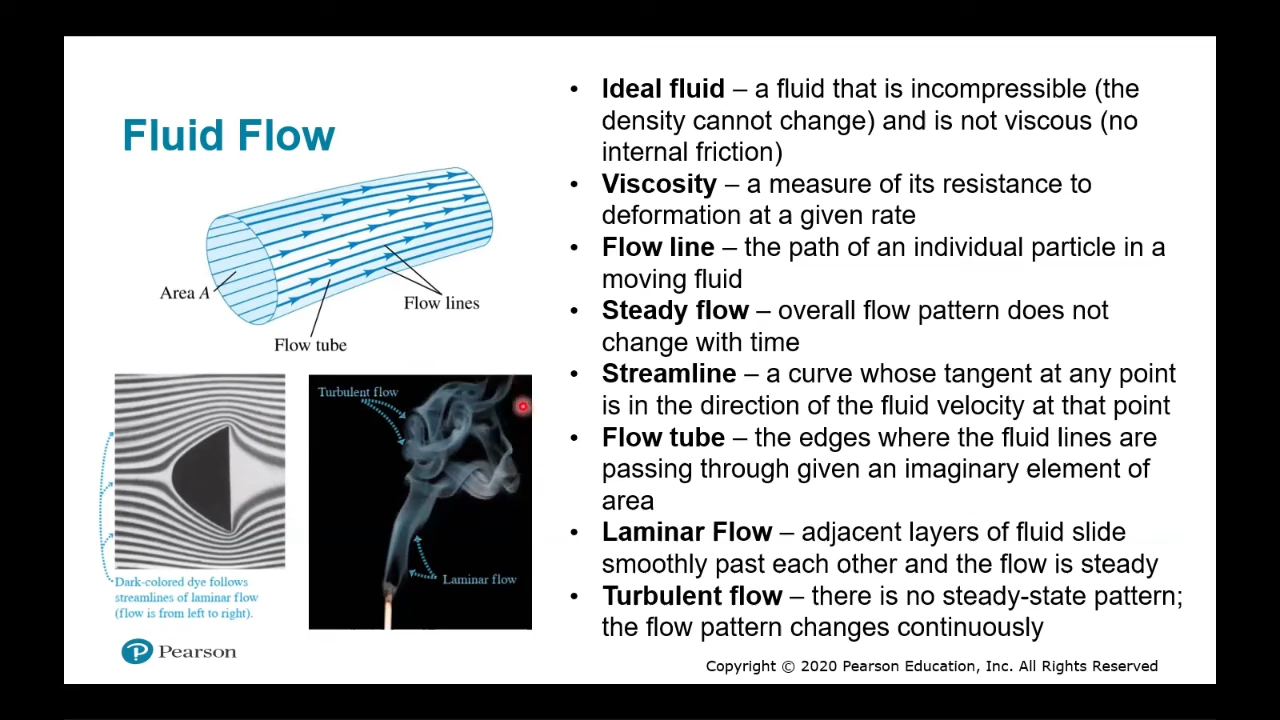 Fluid Flow
Area A
Flow lines
Flow tube
Turbulent flow
Laminar flow
Dark-colored dye follows
streamlines of laminar flow
(flow is from left to right).
P Pearson
• Ideal fluid – a fluid that is incompressible (the
density cannot change) and is not viscous (no
internal friction)
• Viscosity – a measure of its resistance to
deformation at a given rate
• Flow line – the path of an individual particle in a
moving fluid
• Steady flow – overall flow pattern does not
change with time
• Streamline – a curve whose tangent at any point
is in the direction of the fluid velocity at that point
• Flow tube – the edges where the fluid lines are
passing through given an imaginary element of
area
• Laminar Flow – adjacent layers of fluid slide
smoothly past each other and the flow is steady
• Turbulent flow – there is no steady-state pattern;
the flow pattern changes continuously
Copyright © 2020 Pearson Education, Inc. All Rights Reserved